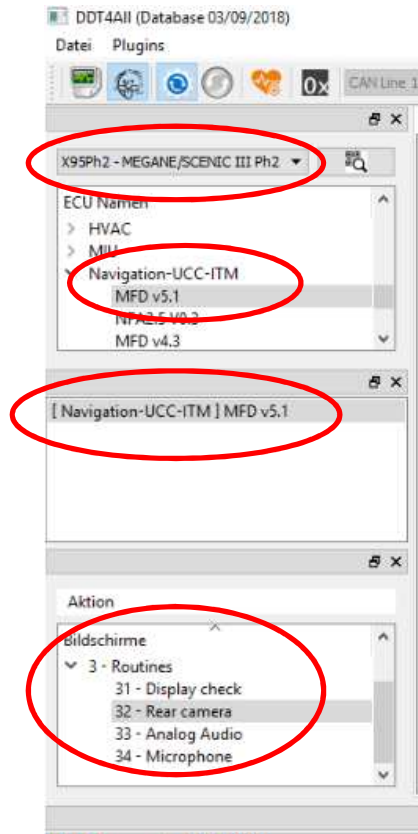 DDT4All (Database 03/09/2018)
Datei Plugins
0x CAN Line 1
X95Ph2 - MEGANE/SCENIC III Ph2
ECU Namen
HVAC
MIU
Navigation-UCC-ITM
MFD v5.1
NFA2.5 V0.3
MFD v4.3
[ Navigation-UCC-ITM ] MFD v5.1
Aktion
Bildschirme
3 - Routines
31 - Display check
32 - Rear camera
33 - Analog Audio
34 - Microphone